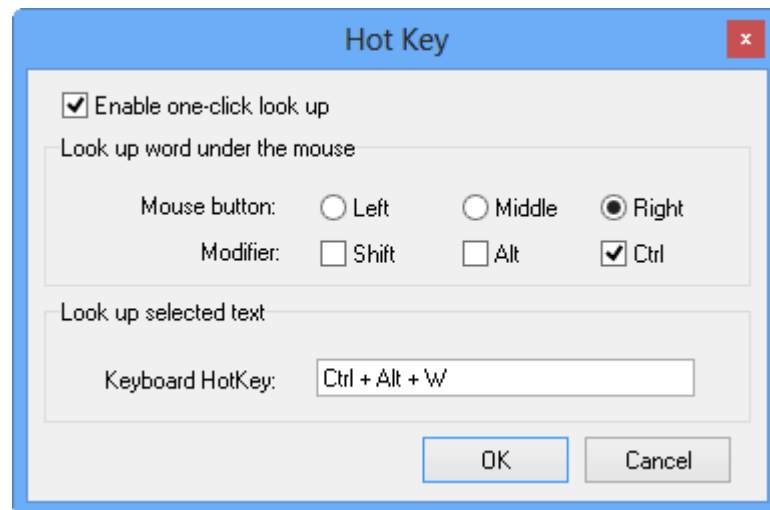 Hot Key
x
Enable one-click look up
Look up word under the mouse
Mouse button: Left Middle Right
Modifier: Shift Alt Ctrl
Look up selected text
Keyboard HotKey: Ctrl + Alt + W
OK Cancel